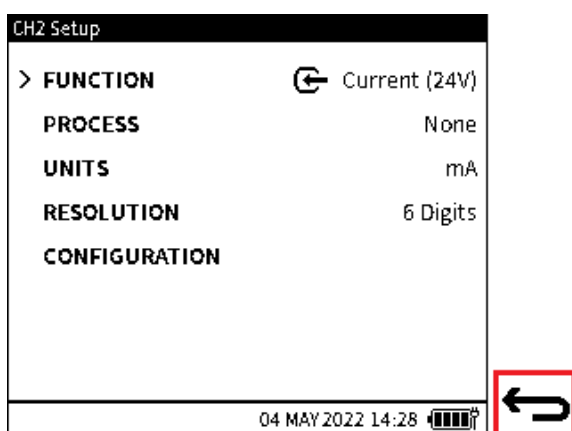 CH2 Setup
> FUNCTION Current (24V)
PROCESS None
UNITS mA
RESOLUTION 6 Digits
CONFIGURATION
04 MAY 2022 14:28